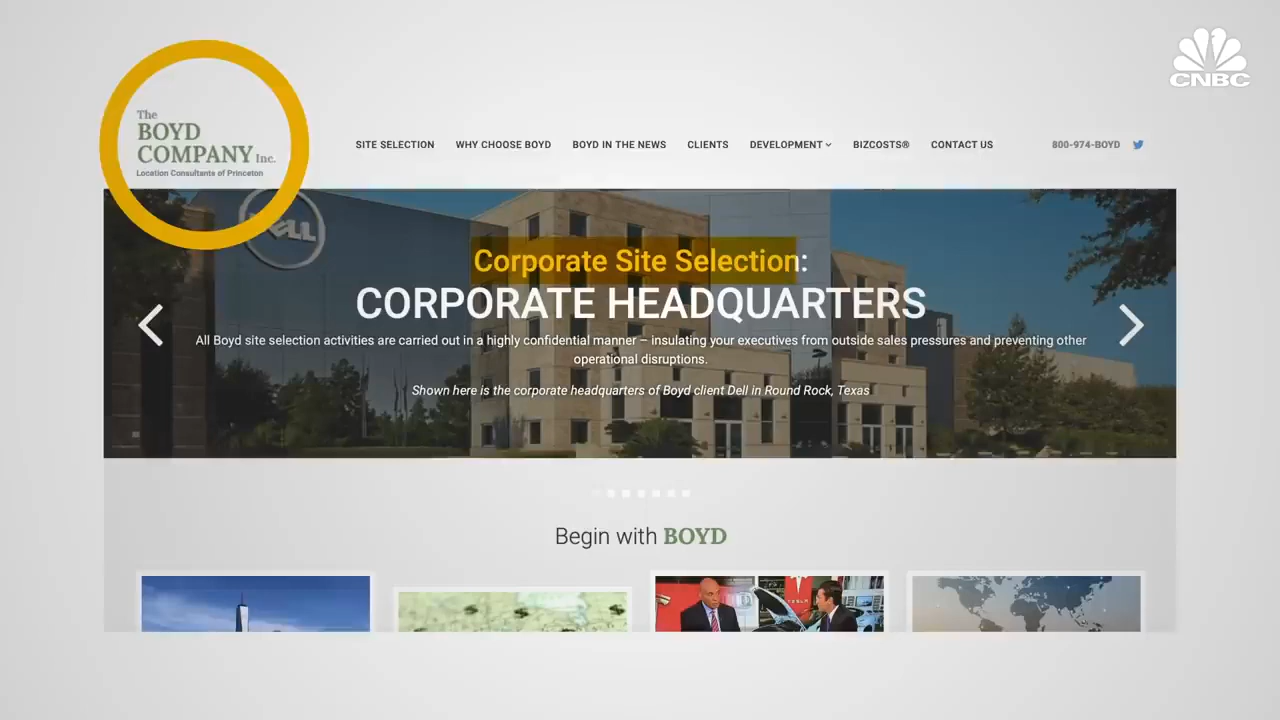 CNBC
The
BOYD
COMPANY Inc.
Location Consultants of Princeton
SITE SELECTION WHY CHOOSE BOYD BOYD IN THE NEWS CLIENTS DEVELOPMENT BIZCOSTS® CONTACT US 800-974-BOYD
DELL
Corporate Site Selection:
CORPORATE HEADQUARTERS
All Boyd site selection activities are carried out in a highly confidential manner – insulating your executives from outside sales pressures and preventing other
operational disruptions.
Shown here is the corporate headquarters of Boyd client Dell in Round Rock, Texas
Begin with BOYD
TESLA